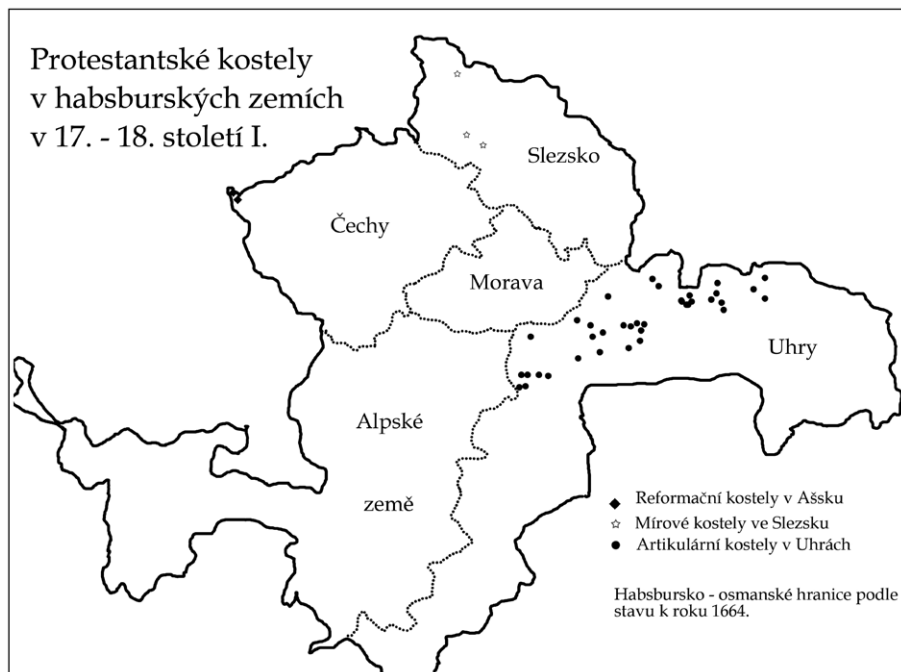 Protestantské kostely
v habsburských zemích
v 17. - 18. století I.
Slezsko
Čechy
Morava
Uhry
Alpské
země
Reformační kostely v Ašsku
Mírové kostely ve Slezsku
Artikulární kostely v Uhrách
Habsbursko - osmanské hranice podle
stavu k roku 1664.